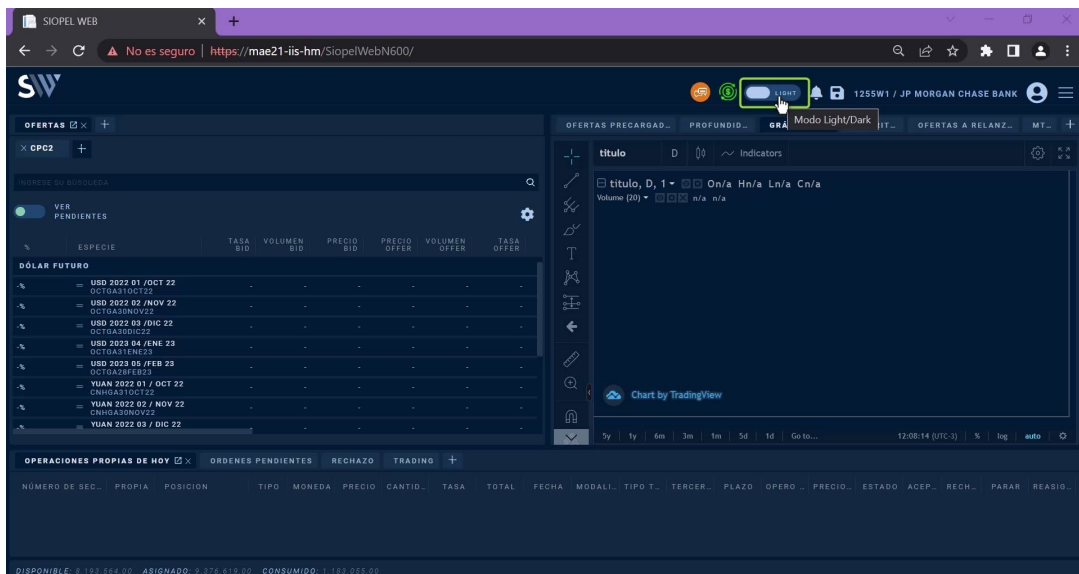 SIOPEL WEB
No es seguro | https://mae21-iis-hm/SiopelWebN600/
SW
LIGHT
1255W1 / JP MORGAN CHASE BANK
Modo Light/Dark
OFERTAS
CPC2
INGRESE SU BÚSQUEDA
VER PENDIENTES
% ESPECIE TASA BID VOLUMEN BID PRECIO BID PRECIO OFFER VOLUMEN OFFER TASA OFFER
DÓLAR FUTURO
-% USD 2022 01 /OCT 22 - - - - - -
OCTGA31OCT22
-% USD 2022 02 /NOV 22 - - - - - -
OCTGA30NOV22
-% USD 2022 03 /DIC 22 - - - - - -
OCTGA30DIC22
-% USD 2023 04 /ENE 23 - - - - - -
OCTGA31ENE23
-% USD 2023 05 /FEB 23 - - - - - -
OCTGA28FEB23
-% YUAN 2022 01 / OCT 22 - - - - - -
CNHGA31OCT22
-% YUAN 2022 02 / NOV 22 - - - - - -
CNHGA30NOV22
-% YUAN 2022 03 / DIC 22
OFERTAS PRECARGAD... PROFUNDID... GRÁ IT... OFERTAS A RELANZ... MT...
titulo D Indicators
titulo, D, 1 On/a Hn/a Ln/a Cn/a
Volume (20) n/a n/a
Chart by TradingView
5y 1y 6m 3m 1m 5d 1d Go to... 12:08:14 (UTC-3) % log auto
OPERACIONES PROPIAS DE HOY ORDENES PENDIENTES RECHAZO TRADING
NÚMERO DE SEC... PROPIA POSICION TIPO MONEDA PRECIO CANTID... TASA TOTAL FECHA MODALI... TIPO T... TERCER... PLAZO OPERO ... PRECIO... ESTADO ACEP... RECH... PARAR REASIG...
DISPONIBLE: 8.193.564.00 ASIGNADO: 9.376.619.00 CONSUMIDO: 1.183.055.00